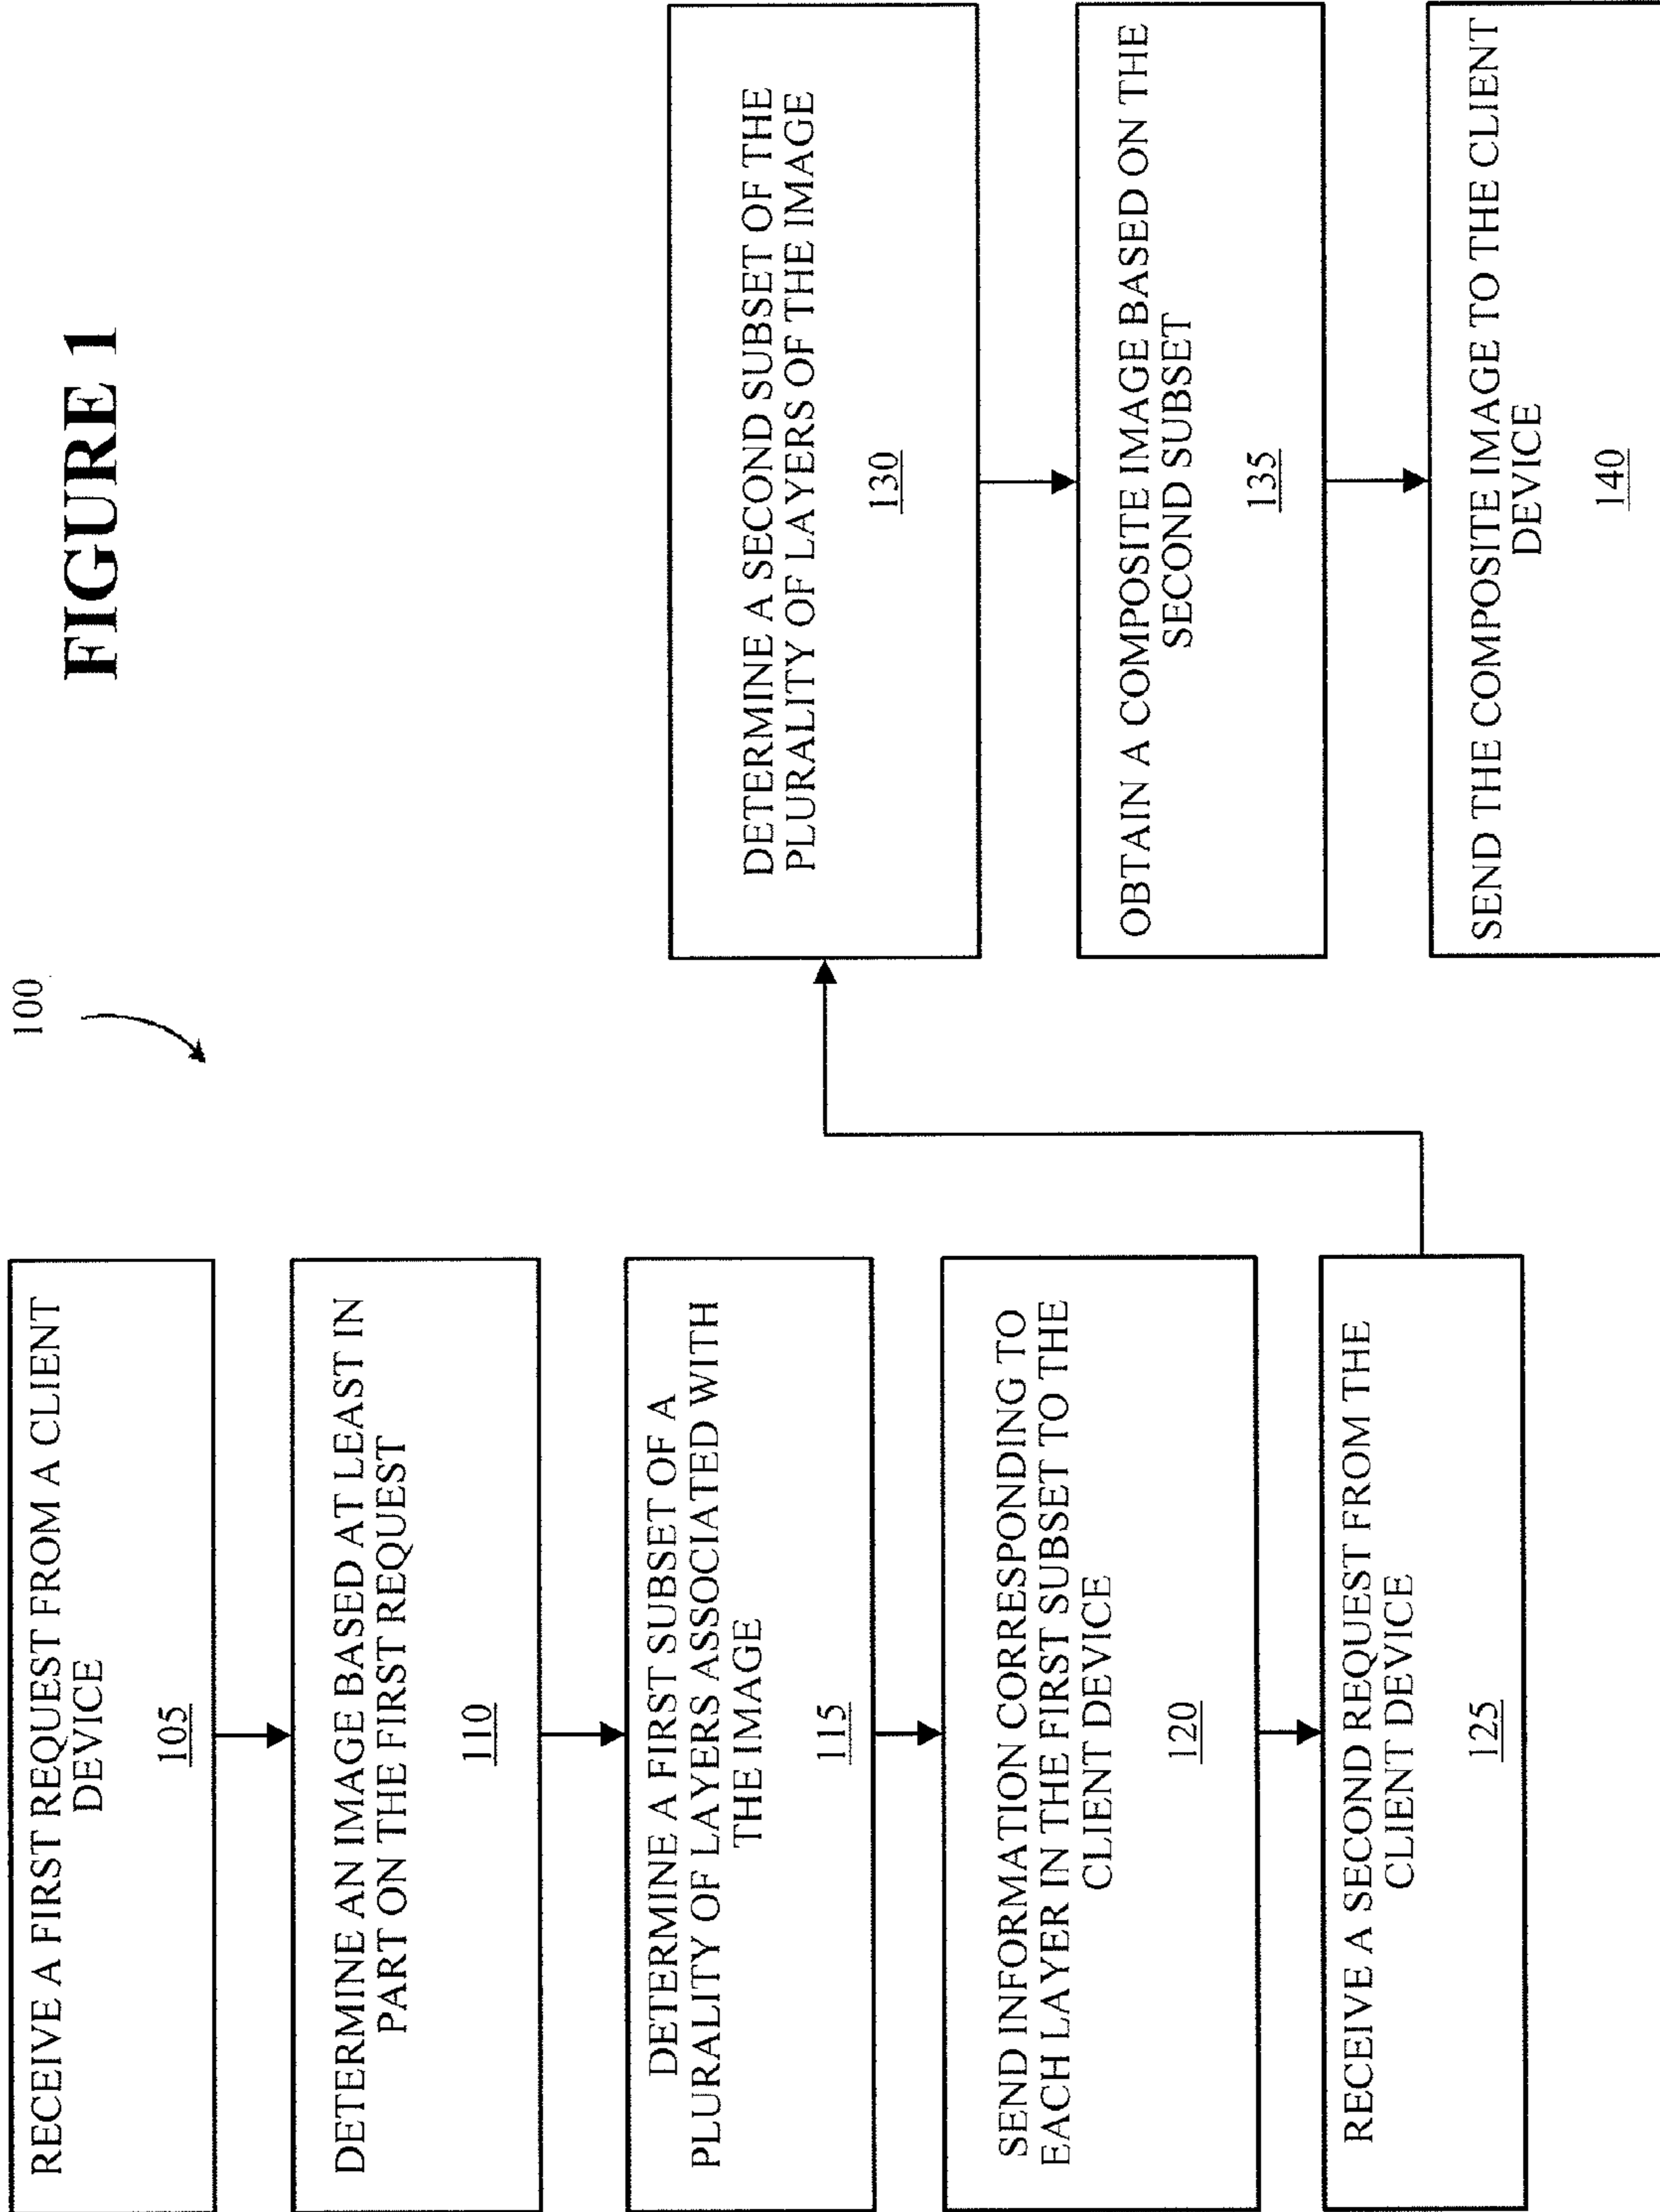 FIGURE 1
100
RECEIVE A FIRST REQUEST FROM A CLIENT
DEVICE
105
DETERMINE AN IMAGE BASED AT LEAST IN
PART ON THE FIRST REQUEST
110
DETERMINE A FIRST SUBSET OF A
PLURALITY OF LAYERS ASSOCIATED WITH
THE IMAGE
115
SEND INFORMATION CORRESPONDING TO
EACH LAYER IN THE FIRST SUBSET TO THE
CLIENT DEVICE
120
RECEIVE A SECOND REQUEST FROM THE
CLIENT DEVICE
125
DETERMINE A SECOND SUBSET OF THE
PLURALITY OF LAYERS OF THE IMAGE
130
OBTAIN A COMPOSITE IMAGE BASED ON THE
SECOND SUBSET
135
SEND THE COMPOSITE IMAGE TO THE CLIENT
DEVICE
140